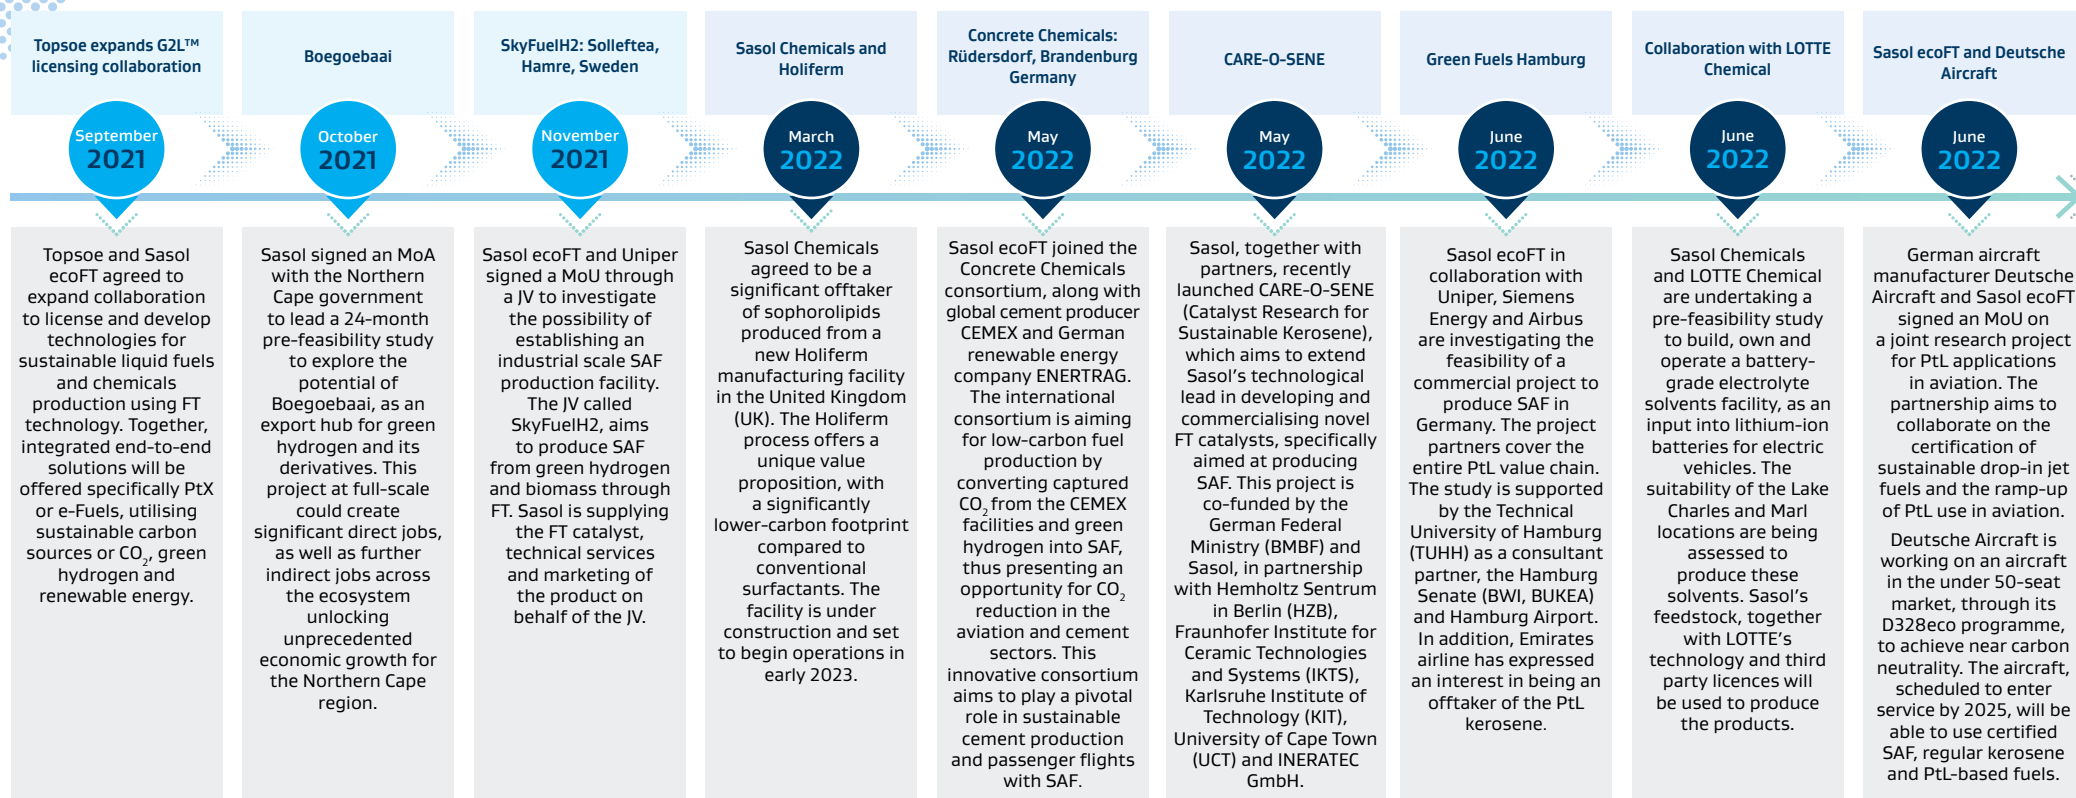 Topsoe expands G2L™
licensing collaboration
September
2021
Topsoe and Sasol
ecoFT agreed to
expand collaboration
to license and develop
technologies for
sustainable liquid fuels
and chemicals
production using FT
technology. Together,
integrated end-to-end
solutions will be
offered specifically PtX
or e-Fuels, utilising
sustainable carbon
sources or CO₂, green
hydrogen and
renewable energy.
Boegoebaai
October
2021
Sasol signed an MoA
with the Northern
Cape government
to lead a 24-month
pre-feasibility study
to explore the
potential of
Boegoebaai, as an
export hub for green
hydrogen and its
derivatives. This
project at full-scale
could create
significant direct jobs,
as well as further
indirect jobs across
the ecosystem
unlocking
unprecedented
economic growth for
the Northern Cape
region.
SkyFuelH2: Solleftea,
Hamre, Sweden
November
2021
Sasol ecoFT and Uniper
signed a MoU through
a JV to investigate
the possibility of
establishing an
industrial scale SAF
production facility.
The JV called
SkyFuelH2, aims
to produce SAF
from green hydrogen
and biomass through
FT. Sasol is supplying
the FT catalyst,
technical services
and marketing of
the product on
behalf of the JV.
Sasol Chemicals and
Holiferm
March
2022
Sasol Chemicals
agreed to be a
significant offtaker
of sophorolipids
produced from a
new Holiferm
manufacturing facility
in the United Kingdom
(UK). The Holiferm
process offers a
unique value
proposition, with
a significantly
lower-carbon footprint
compared to
conventional
surfactants. The
facility is under
construction and set
to begin operations in
early 2023.
Concrete Chemicals:
Rüdersdorf, Brandenburg
Germany
May
2022
Sasol ecoFT joined the
Concrete Chemicals
consortium, along with
global cement producer
CEMEX and German
renewable energy
company ENERTRAG.
The international
consortium is aiming
for low-carbon fuel
production by
converting captured
CO₂ from the CEMEX
facilities and green
hydrogen into SAF,
thus presenting an
opportunity for CO₂
reduction in the
aviation and cement
sectors. This
innovative consortium
aims to play a pivotal
role in sustainable
cement production
and passenger flights
with SAF.
CARE-O-SENE
May
2022
Sasol, together with
partners, recently
launched CARE-O-SENE
(Catalyst Research for
Sustainable Kerosene),
which aims to extend
Sasol's technological
lead in developing and
commercialising novel
FT catalysts, specifically
aimed at producing
SAF. This project is
co-funded by the
German Federal
Ministry (BMBF) and
Sasol, in partnership
with Hemholtz Sentrum
in Berlin (HZB),
Fraunhofer Institute for
Ceramic Technologies
and Systems (IKTS),
Karlsruhe Institute of
Technology (KIT),
University of Cape Town
(UCT) and INERATEC
GmbH.
Green Fuels Hamburg
June
2022
Sasol ecoFT in
collaboration with
Uniper, Siemens
Energy and Airbus
are investigating the
feasibility of a
commercial project to
produce SAF in
Germany. The project
partners cover the
entire PtL value chain.
The study is supported
by the Technical
University of Hamburg
(TUHH) as a consultant
partner, the Hamburg
Senate (BWI, BUKEA)
and Hamburg Airport.
In addition, Emirates
airline has expressed
an interest in being an
offtaker of the PtL
kerosene.
Collaboration with LOTTE
Chemical
June
2022
Sasol Chemicals
and LOTTE Chemical
are undertaking a
pre-feasibility study
to build, own and
operate a battery-
grade electrolyte
solvents facility, as an
input into lithium-ion
batteries for electric
vehicles. The
suitability of the Lake
Charles and Marl
locations are being
assessed to
produce these
solvents. Sasol's
feedstock, together
with LOTTE's
technology and third
party licences will
be used to produce
the products.
Sasol ecoFT and Deutsche
Aircraft
June
2022
German aircraft
manufacturer Deutsche
Aircraft and Sasol ecoFT
signed an MoU on
a joint research project
for PtL applications
in aviation. The
partnership aims to
collaborate on the
certification of
sustainable drop-in jet
fuels and the ramp-up
of PtL use in aviation.
Deutsche Aircraft is
working on an aircraft
in the under 50-seat
market, through its
D328eco programme,
to achieve near carbon
neutrality. The aircraft,
scheduled to enter
service by 2025, will be
able to use certified
SAF, regular kerosene
and PtL-based fuels.